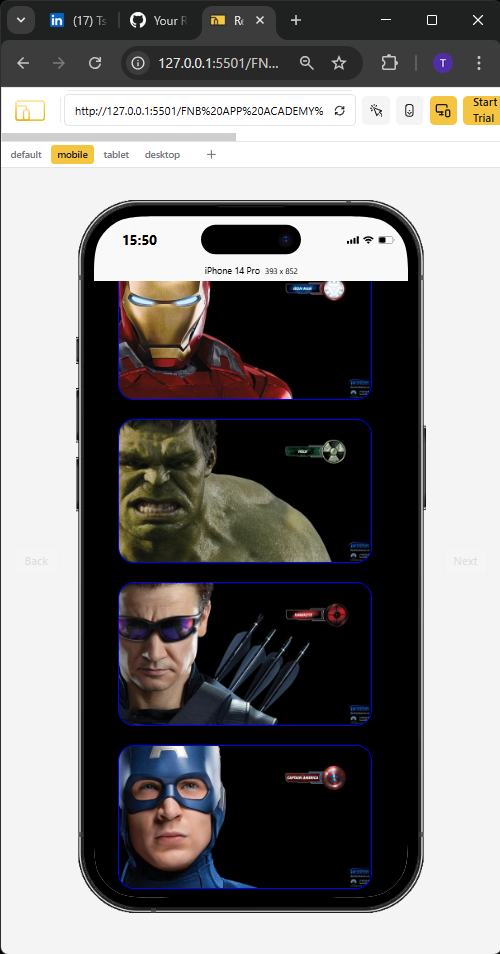 (17) Ts
Your R
Re
127.0.0.1:5501/FN...
T
http://127.0.0.1:5501/FNB%20APP%20ACADEMY%
Start
Trial
default
mobile
tablet
desktop
15:50
iPhone 14 Pro 393 x 852
IRON MAN
HULK
Back
Next
HAWKEYE
CAPTAIN AMERICA